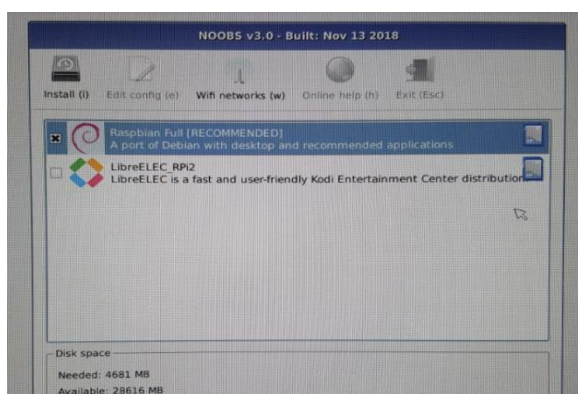 NOOBS v3.0 - Built: Nov 13 2018
Install (i) Edit config (e) Wifi networks (w) Online help (h) Exit (Esc)
Raspbian Full [RECOMMENDED]
A port of Debian with desktop and recommended applications
LibreELEC_RPi2
LibreELEC is a fast and user-friendly Kodi Entertainment Center distribution
Disk space
Needed: 4681 MB
Available: 28616 MB